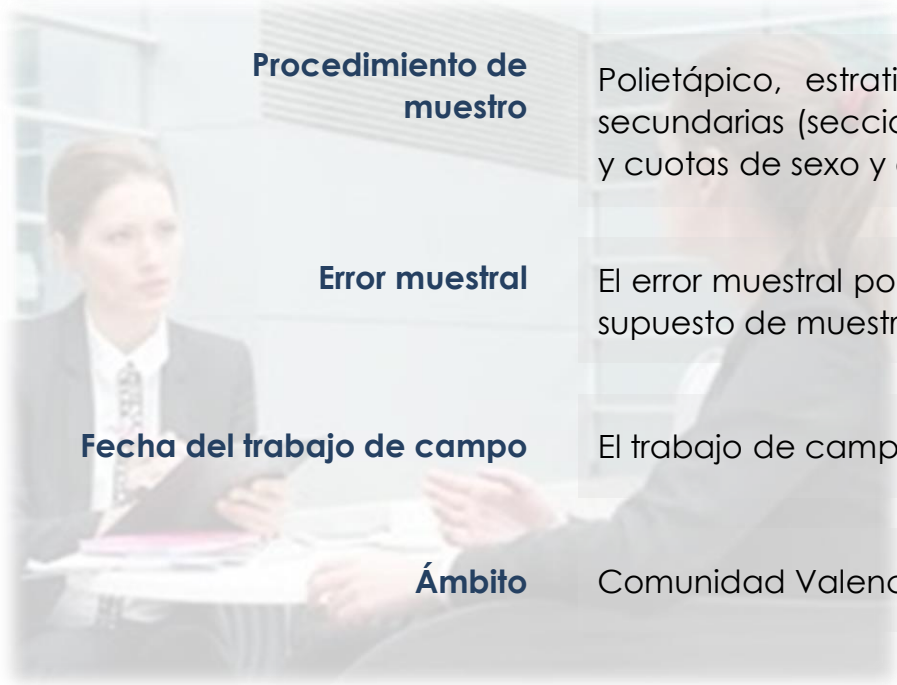 Procedimiento de
muestro
Polietápico, estrati
secundarias (secci
y cuotas de sexo y
Error muestral
El error muestral po
supuesto de muestr
Fecha del trabajo de campo
El trabajo de camp
Ámbito
Comunidad Valenc